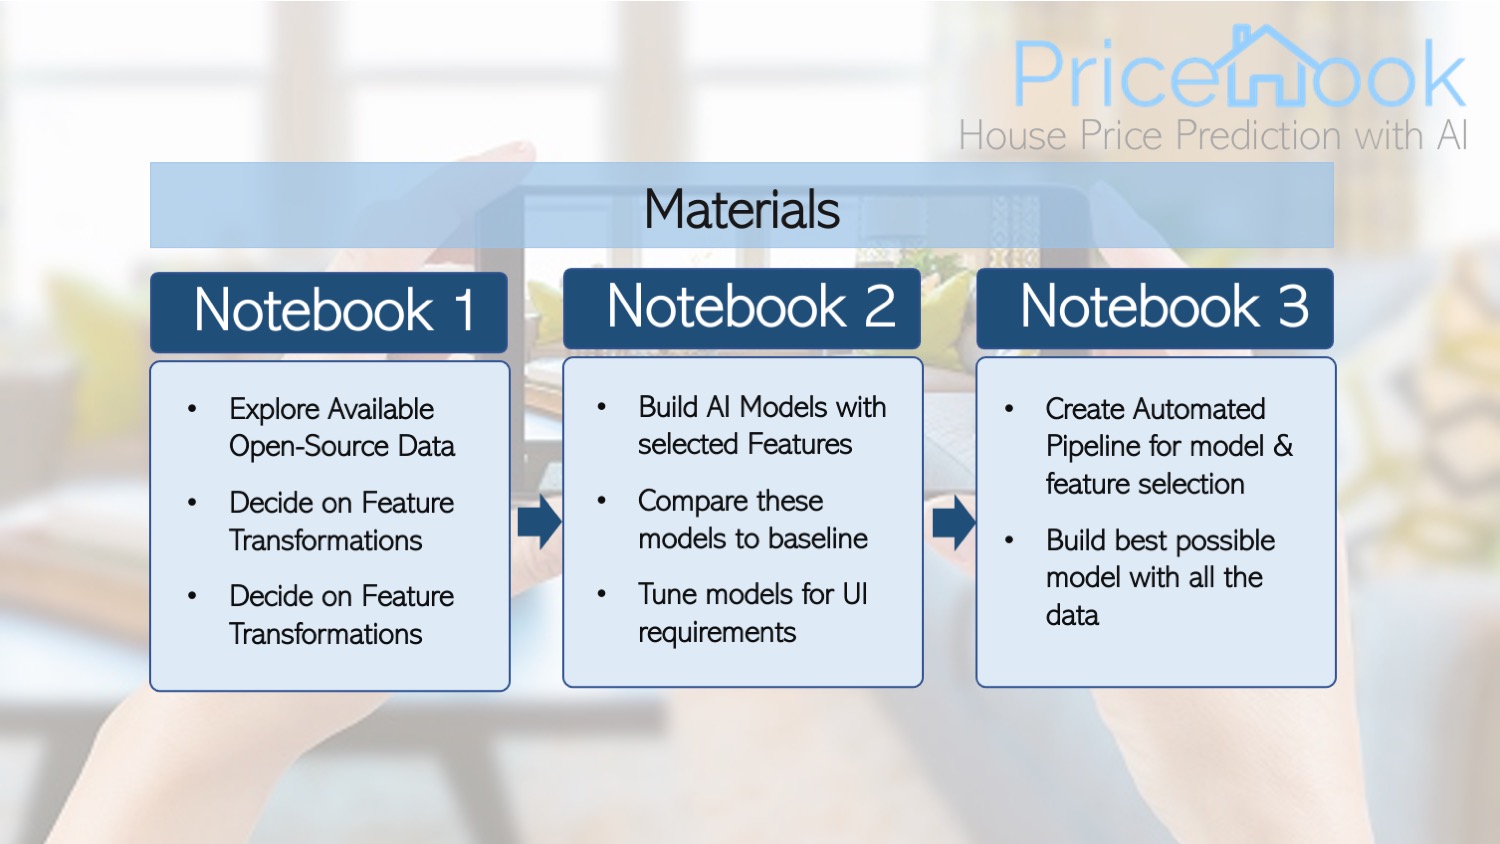 PriceHook
House Price Prediction with AI
Materials
Notebook 1
• Explore Available
Open-Source Data
• Decide on Feature
Transformations
• Decide on Feature
Transformations
Notebook 2
• Build AI Models with
selected Features
• Compare these
models to baseline
• Tune models for UI
requirements
Notebook 3
• Create Automated
Pipeline for model &
feature selection
• Build best possible
model with all the
data